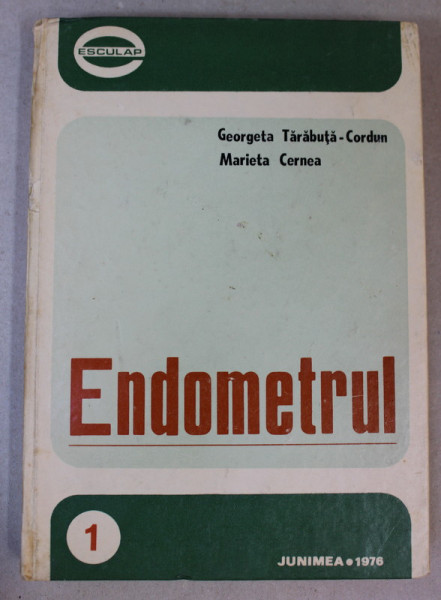 ESCULAP
Georgeta Tărăbuță-Cordun
Marieta Cernea
Endometrul
1
JUNIMEA • 1976